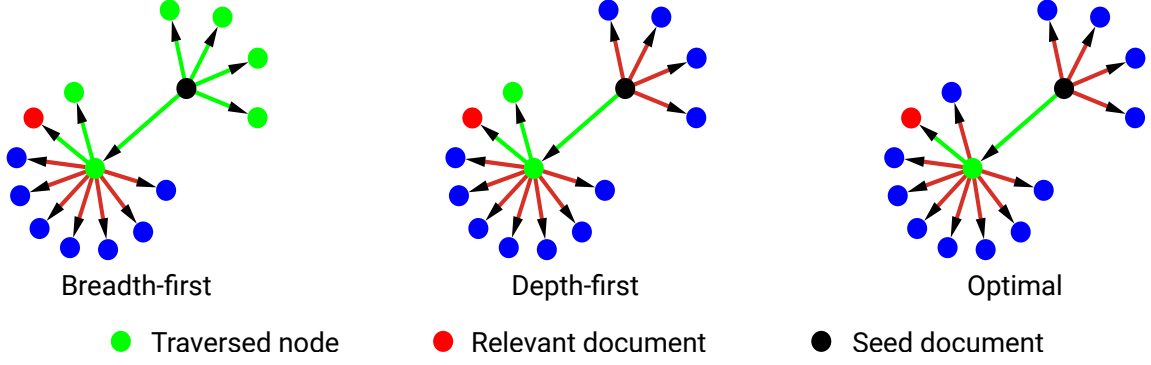 Breadth-first Depth-first Optimal
Traversed node Relevant document Seed document